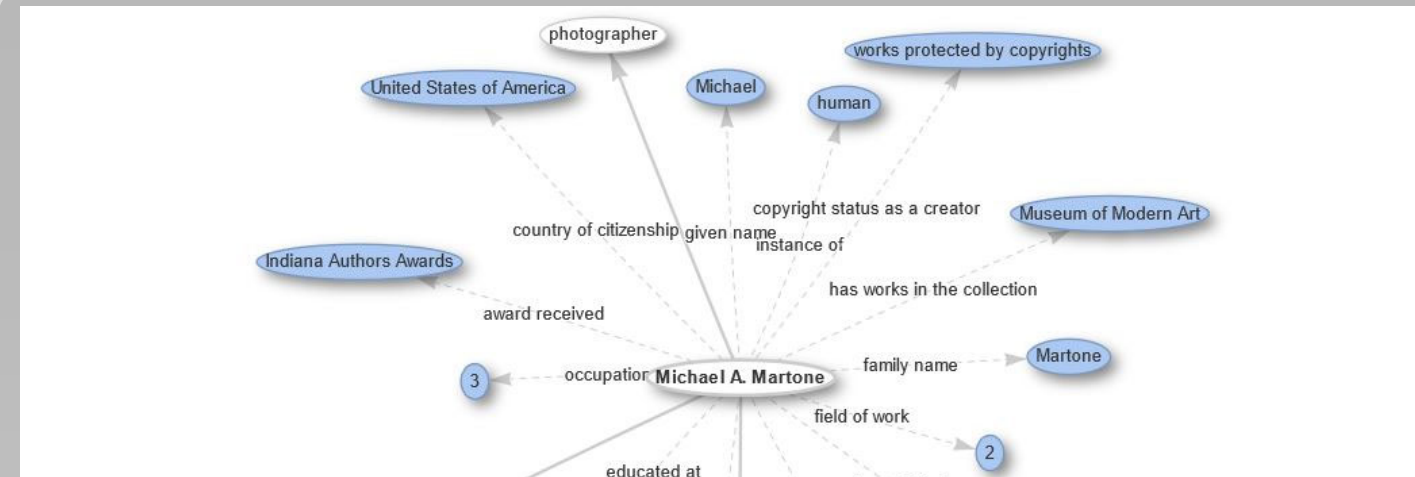 photographer
works protected by copyrights
United States of America
Michael
human
copyright status as a creator
Museum of Modern Art
country of citizenship
given name
instance of
Indiana Authors Awards
has works in the collection
award received
Martone
family name
3
occupation
Michael A. Martone
field of work
2
educated at